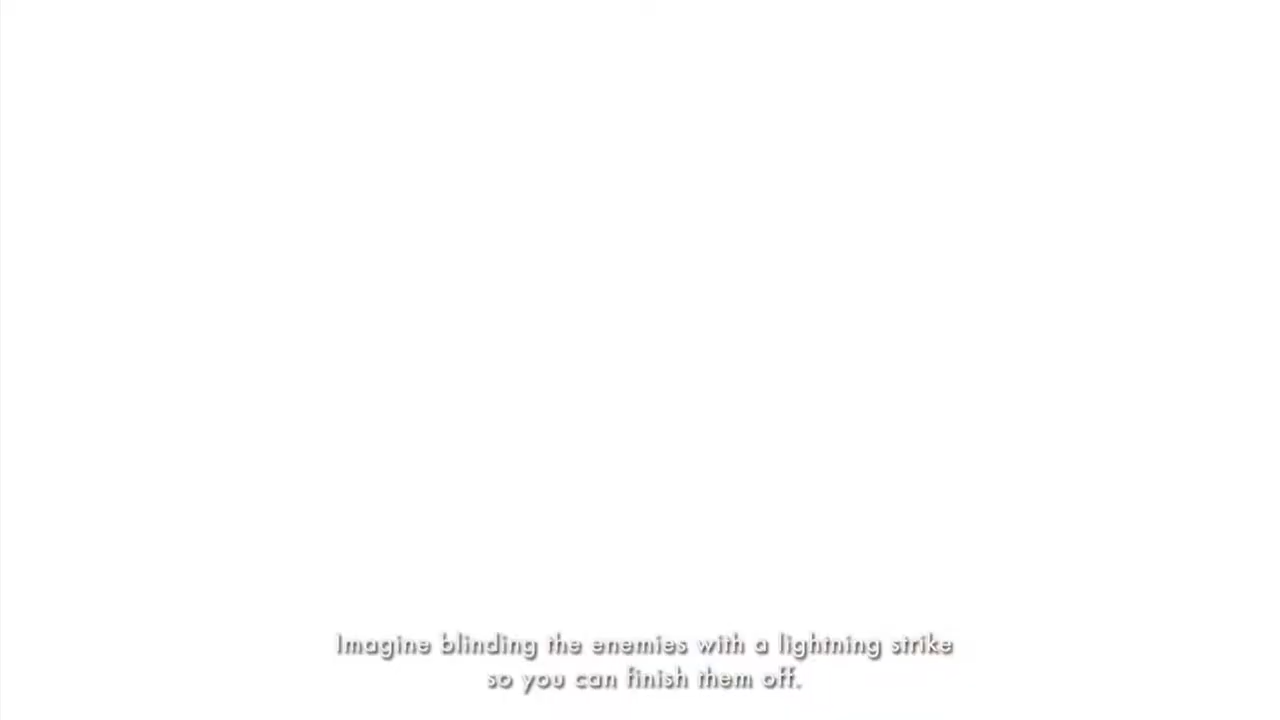 Imagine blinding the enemies with a lightning strike
so you can finish them off.